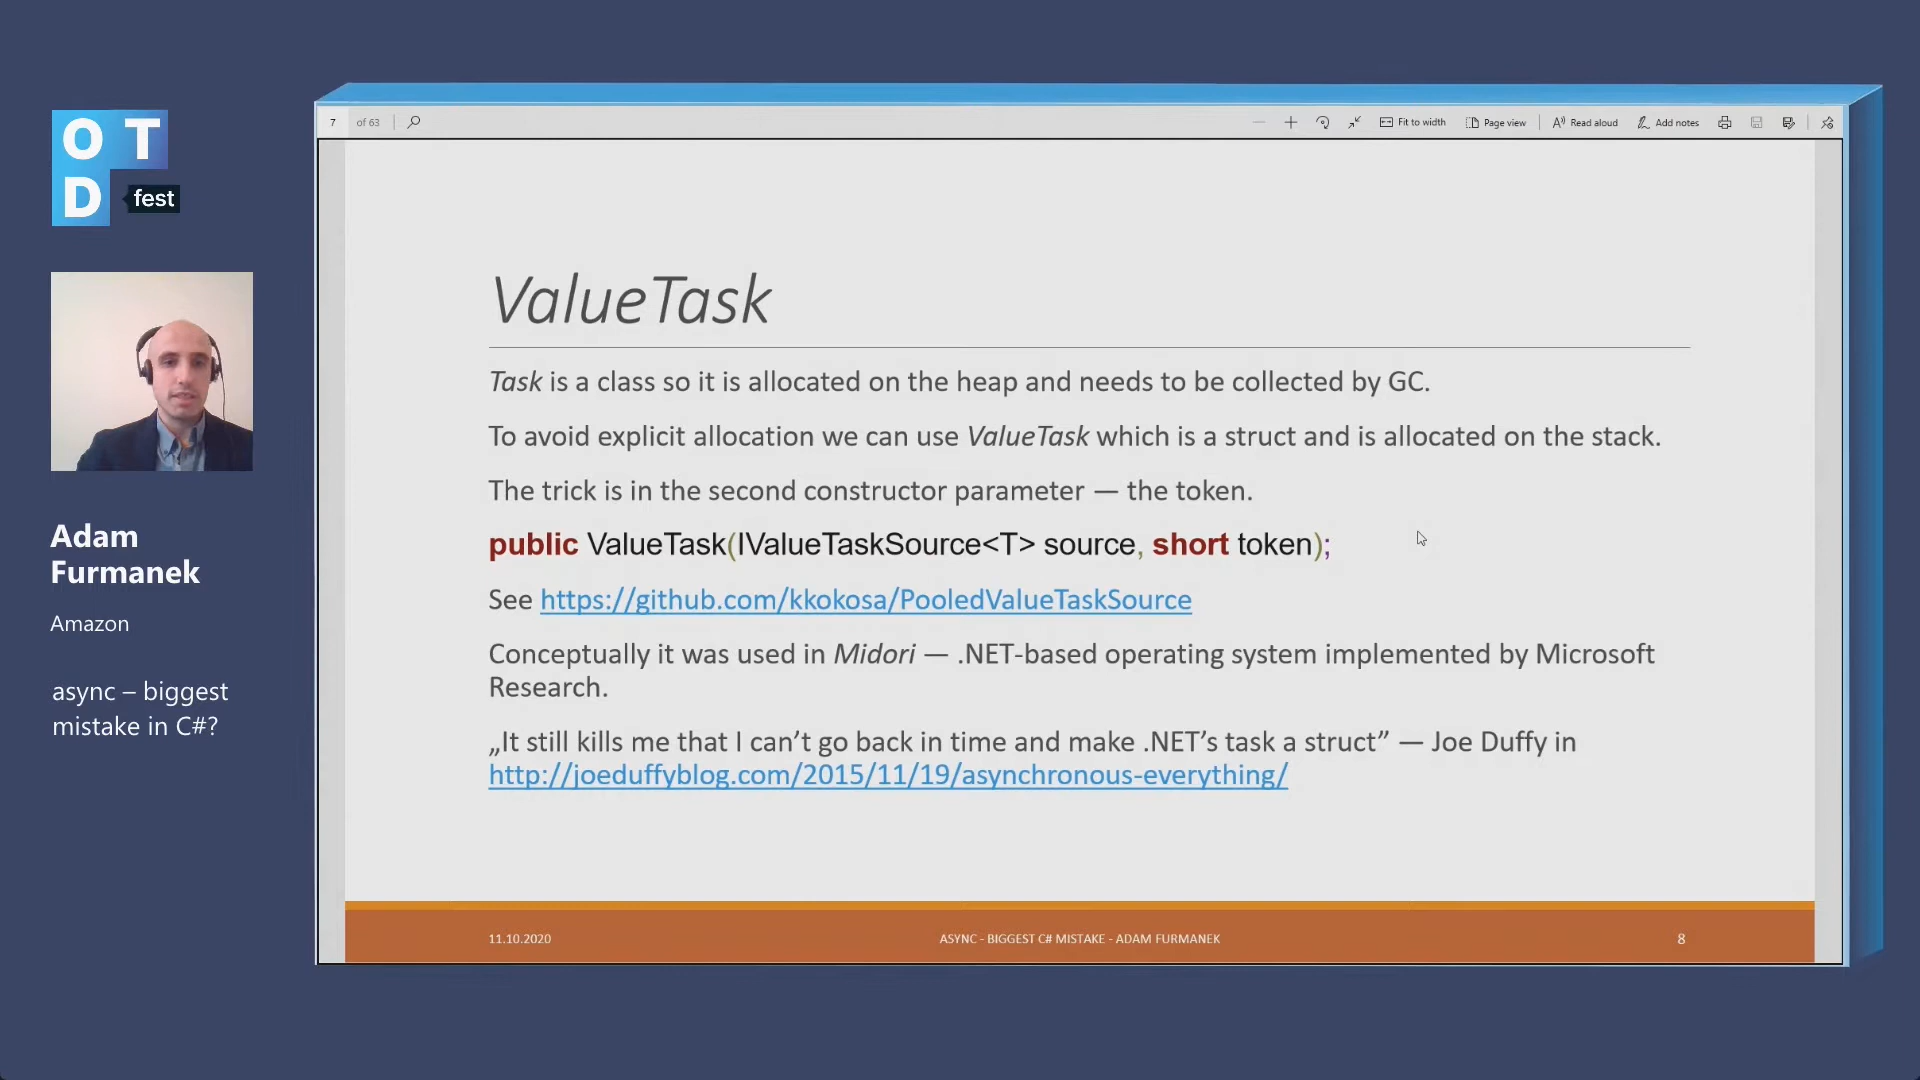 O T
D fest
Adam
Furmanek
Amazon
async – biggest
mistake in C#?
7 of 63 Fit to width Page view Read aloud Add notes
ValueTask
Task is a class so it is allocated on the heap and needs to be collected by GC.
To avoid explicit allocation we can use ValueTask which is a struct and is allocated on the stack.
The trick is in the second constructor parameter — the token.
public ValueTask(IValueTaskSource<T> source, short token);
See https://github.com/kkokosa/PooledValueTaskSource
Conceptually it was used in Midori — .NET-based operating system implemented by Microsoft
Research.
„It still kills me that I can’t go back in time and make .NET’s task a struct” — Joe Duffy in
http://joeduffyblog.com/2015/11/19/asynchronous-everything/
11.10.2020 ASYNC - BIGGEST C# MISTAKE - ADAM FURMANEK 8